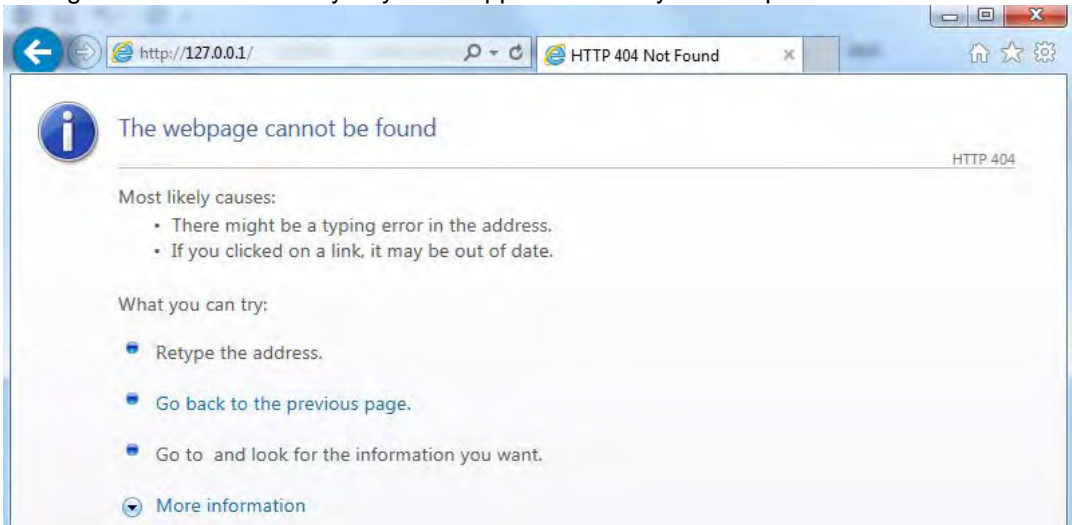 http://127.0.0.1/
HTTP 404 Not Found
The webpage cannot be found
HTTP 404
Most likely causes:
• There might be a typing error in the address.
• If you clicked on a link, it may be out of date.
What you can try:
Retype the address.
Go back to the previous page.
Go to and look for the information you want.
More information